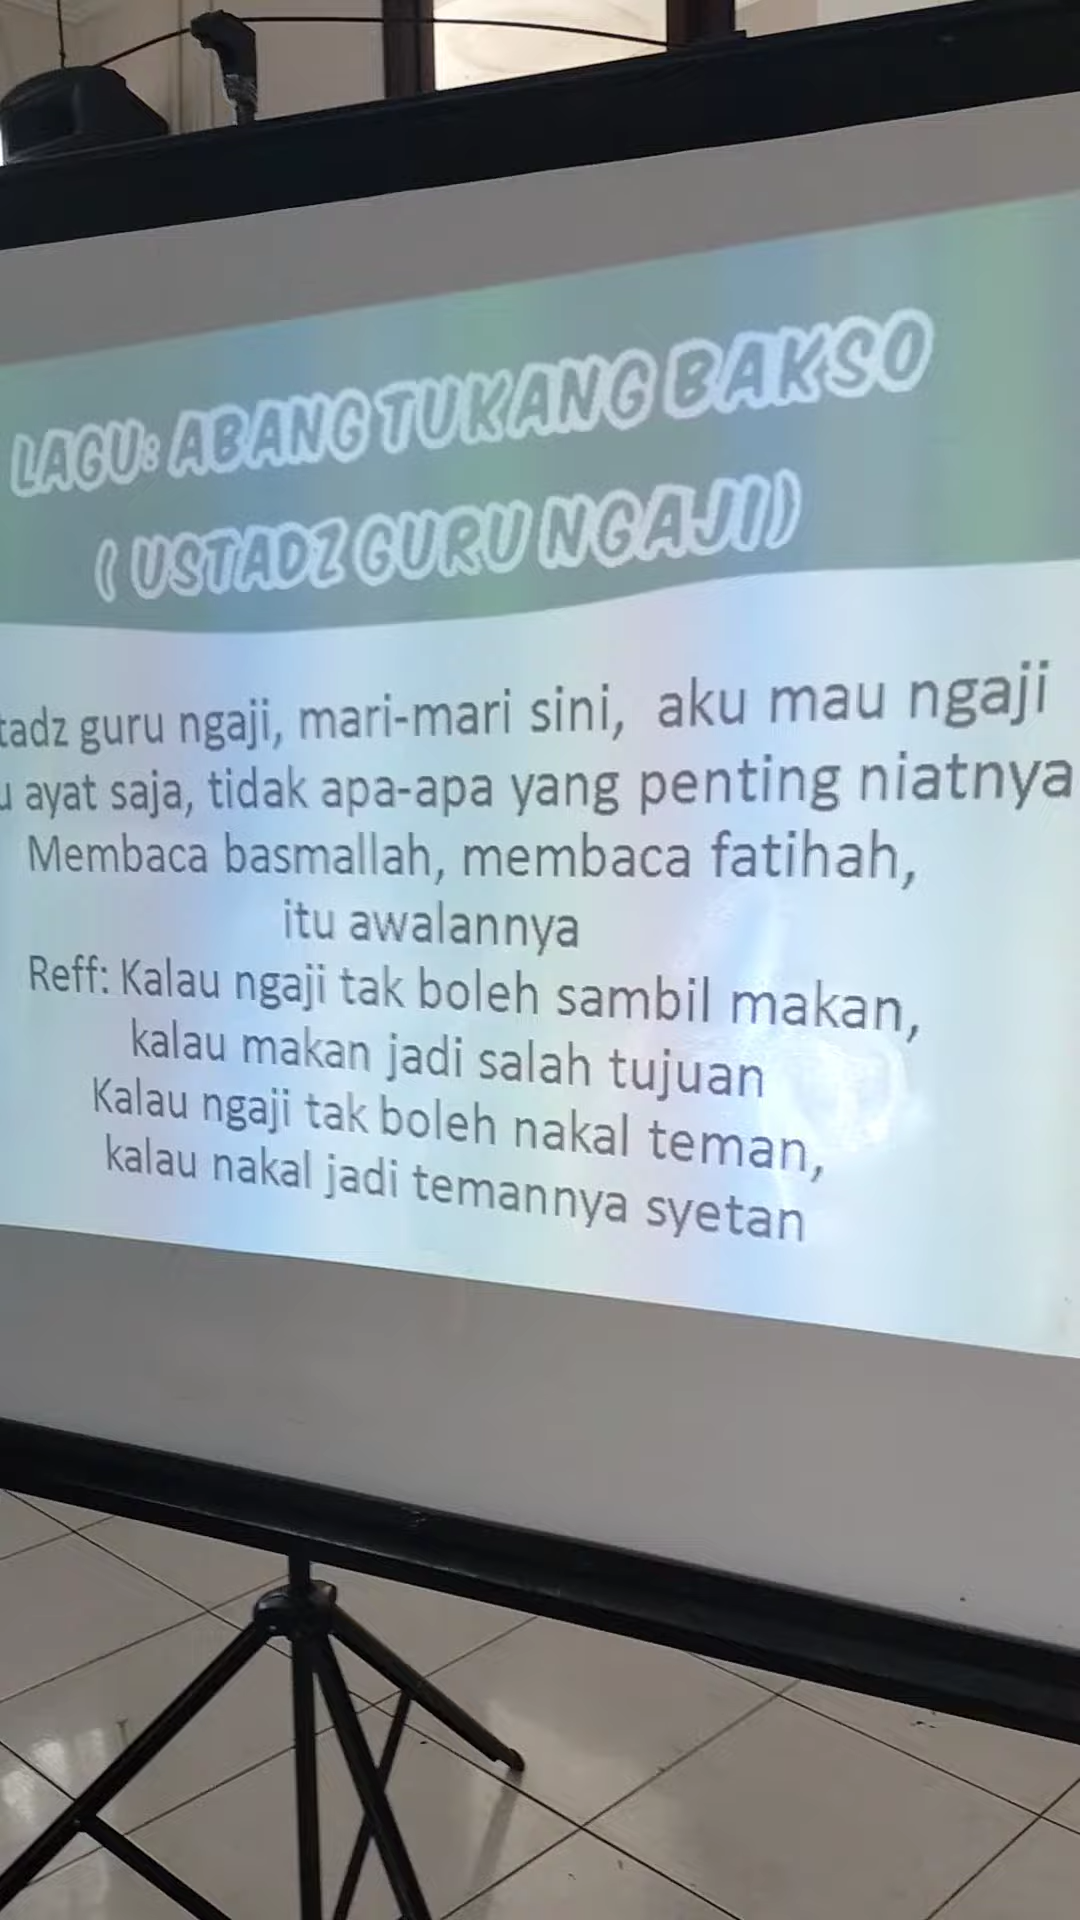 LAGU: ABANG TUKANG BAKSO
( USTADZ GURU NGAJI)
guru ngaji, mari-mari sini, aku mau ngaji
ayat saja, tidak apa-apa yang penting niatnya
Membaca basmallah, membaca fatihah,
itu awalannya
Reff: Kalau ngaji tak boleh sambil makan,
kalau makan jadi salah tujuan
Kalau ngaji tak boleh nakal teman,
kalau nakal jadi temannya syetan